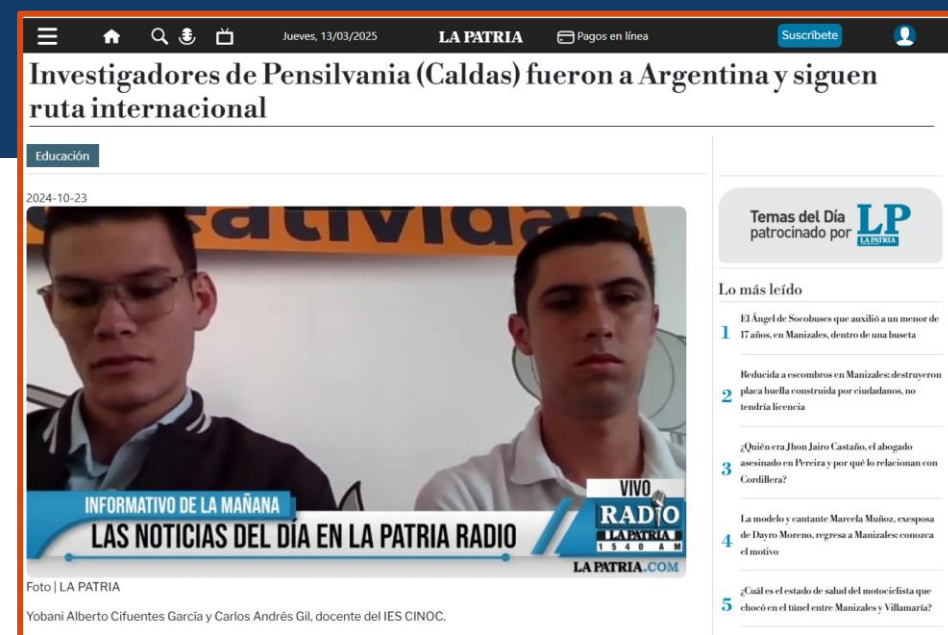 Jueves, 13/03/2025
LA PATRIA
Pagos en línea
Suscríbete
Investigadores de Pensilvania (Caldas) fueron a Argentina y siguen
ruta internacional
Educación
2024-10-23
INFORMATIVO DE LA MAÑANA
LAS NOTICIAS DEL DÍA EN LA PATRIA RADIO
VIVO
RADIO
LA PATRIA
1540 AM
LAPATRIA.COM
Foto | LA PATRIA
Yobani Alberto Cifuentes García y Carlos Andrés Gil, docente del IES CINOC.
Temas del Día
patrocinado por
LP
LA PATRIA
Lo más leído
1
El Ángel de Socobuses que auxilió a un menor de
17 años, en Manizales, dentro de una buseta
2
Reducida a escombros en Manizales: destruyeron
placa huella construida por ciudadanos, no
tendría licencia
3
¿Quién era Jhon Jairo Castaño, el abogado
asesinado en Pereira y por qué lo relacionan con
Cordillera?
4
La modelo y cantante Marcela Muñoz, exesposa
de Dayro Moreno, regresa a Manizales: conozca
el motivo
5
¿Cuál es el estado de salud del motociclista que
chocó en el túnel entre Manizales y Villamaría?